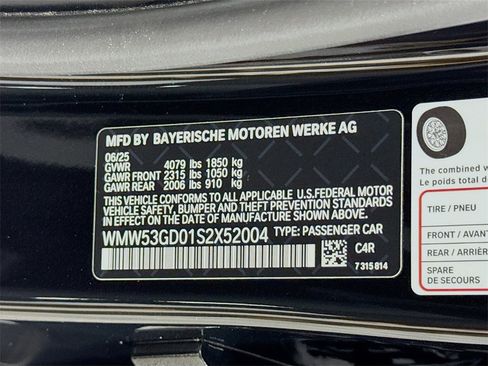 MFD BY BAYERISCHE MOTOREN WERKE AG
06/25
GVWR 4079 lbs 1850 kg
GAWR FRONT 2315 lbs 1050 kg
GAWR REAR 2006 lbs 910 kg
THIS VEHICLE CONFORMS TO ALL APPLICABLE U.S.FEDERAL MOTOR
VEHICLE SAFETY, BUMPER AND THEFT PREVENTION STANDARDS
IN EFFECT ON THE DATE OF MANUFACTURE SHOWN ABOVE.
WMW53GD01S2X52004 TYPE: PASSENGER CAR
C4R
7 315 814
The combined w
Le poids total d
TIRE / PNEU
FRONT / AVANT
REAR / ARRIÈR
SPARE
DE SECOURS